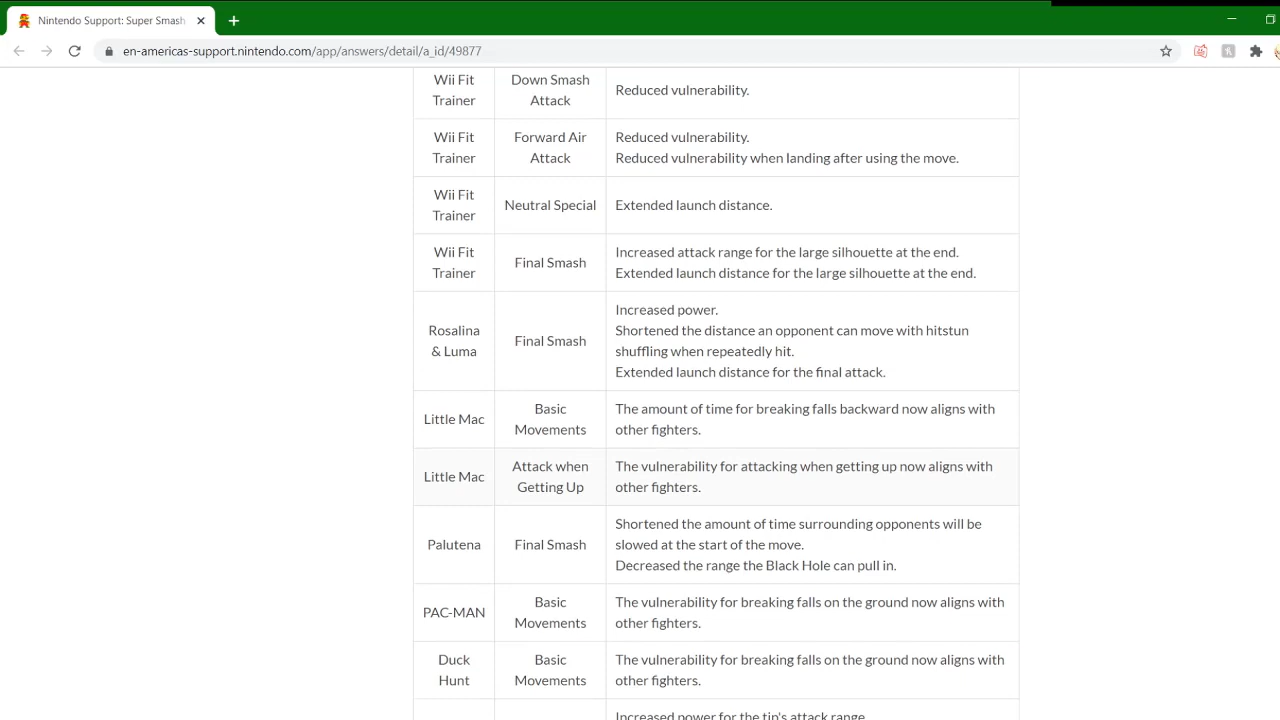 Nintendo Support: Super Smash
en-americas-support.nintendo.com/app/answers/detail/a_id/49877
Wii Fit
Trainer
Down Smash
Attack
Reduced vulnerability.
Wii Fit
Trainer
Forward Air
Attack
Reduced vulnerability.
Reduced vulnerability when landing after using the move.
Wii Fit
Trainer
Neutral Special
Extended launch distance.
Wii Fit
Trainer
Final Smash
Increased attack range for the large silhouette at the end.
Extended launch distance for the large silhouette at the end.
Rosalina
& Luma
Final Smash
Increased power.
Shortened the distance an opponent can move with hitstun
shuffling when repeatedly hit.
Extended launch distance for the final attack.
Little Mac
Basic
Movements
The amount of time for breaking falls backward now aligns with
other fighters.
Little Mac
Attack when
Getting Up
The vulnerability for attacking when getting up now aligns with
other fighters.
Palutena
Final Smash
Shortened the amount of time surrounding opponents will be
slowed at the start of the move.
Decreased the range the Black Hole can pull in.
PAC-MAN
Basic
Movements
The vulnerability for breaking falls on the ground now aligns with
other fighters.
Duck
Hunt
Basic
Movements
The vulnerability for breaking falls on the ground now aligns with
other fighters.
Increased power for the tip's attack range.